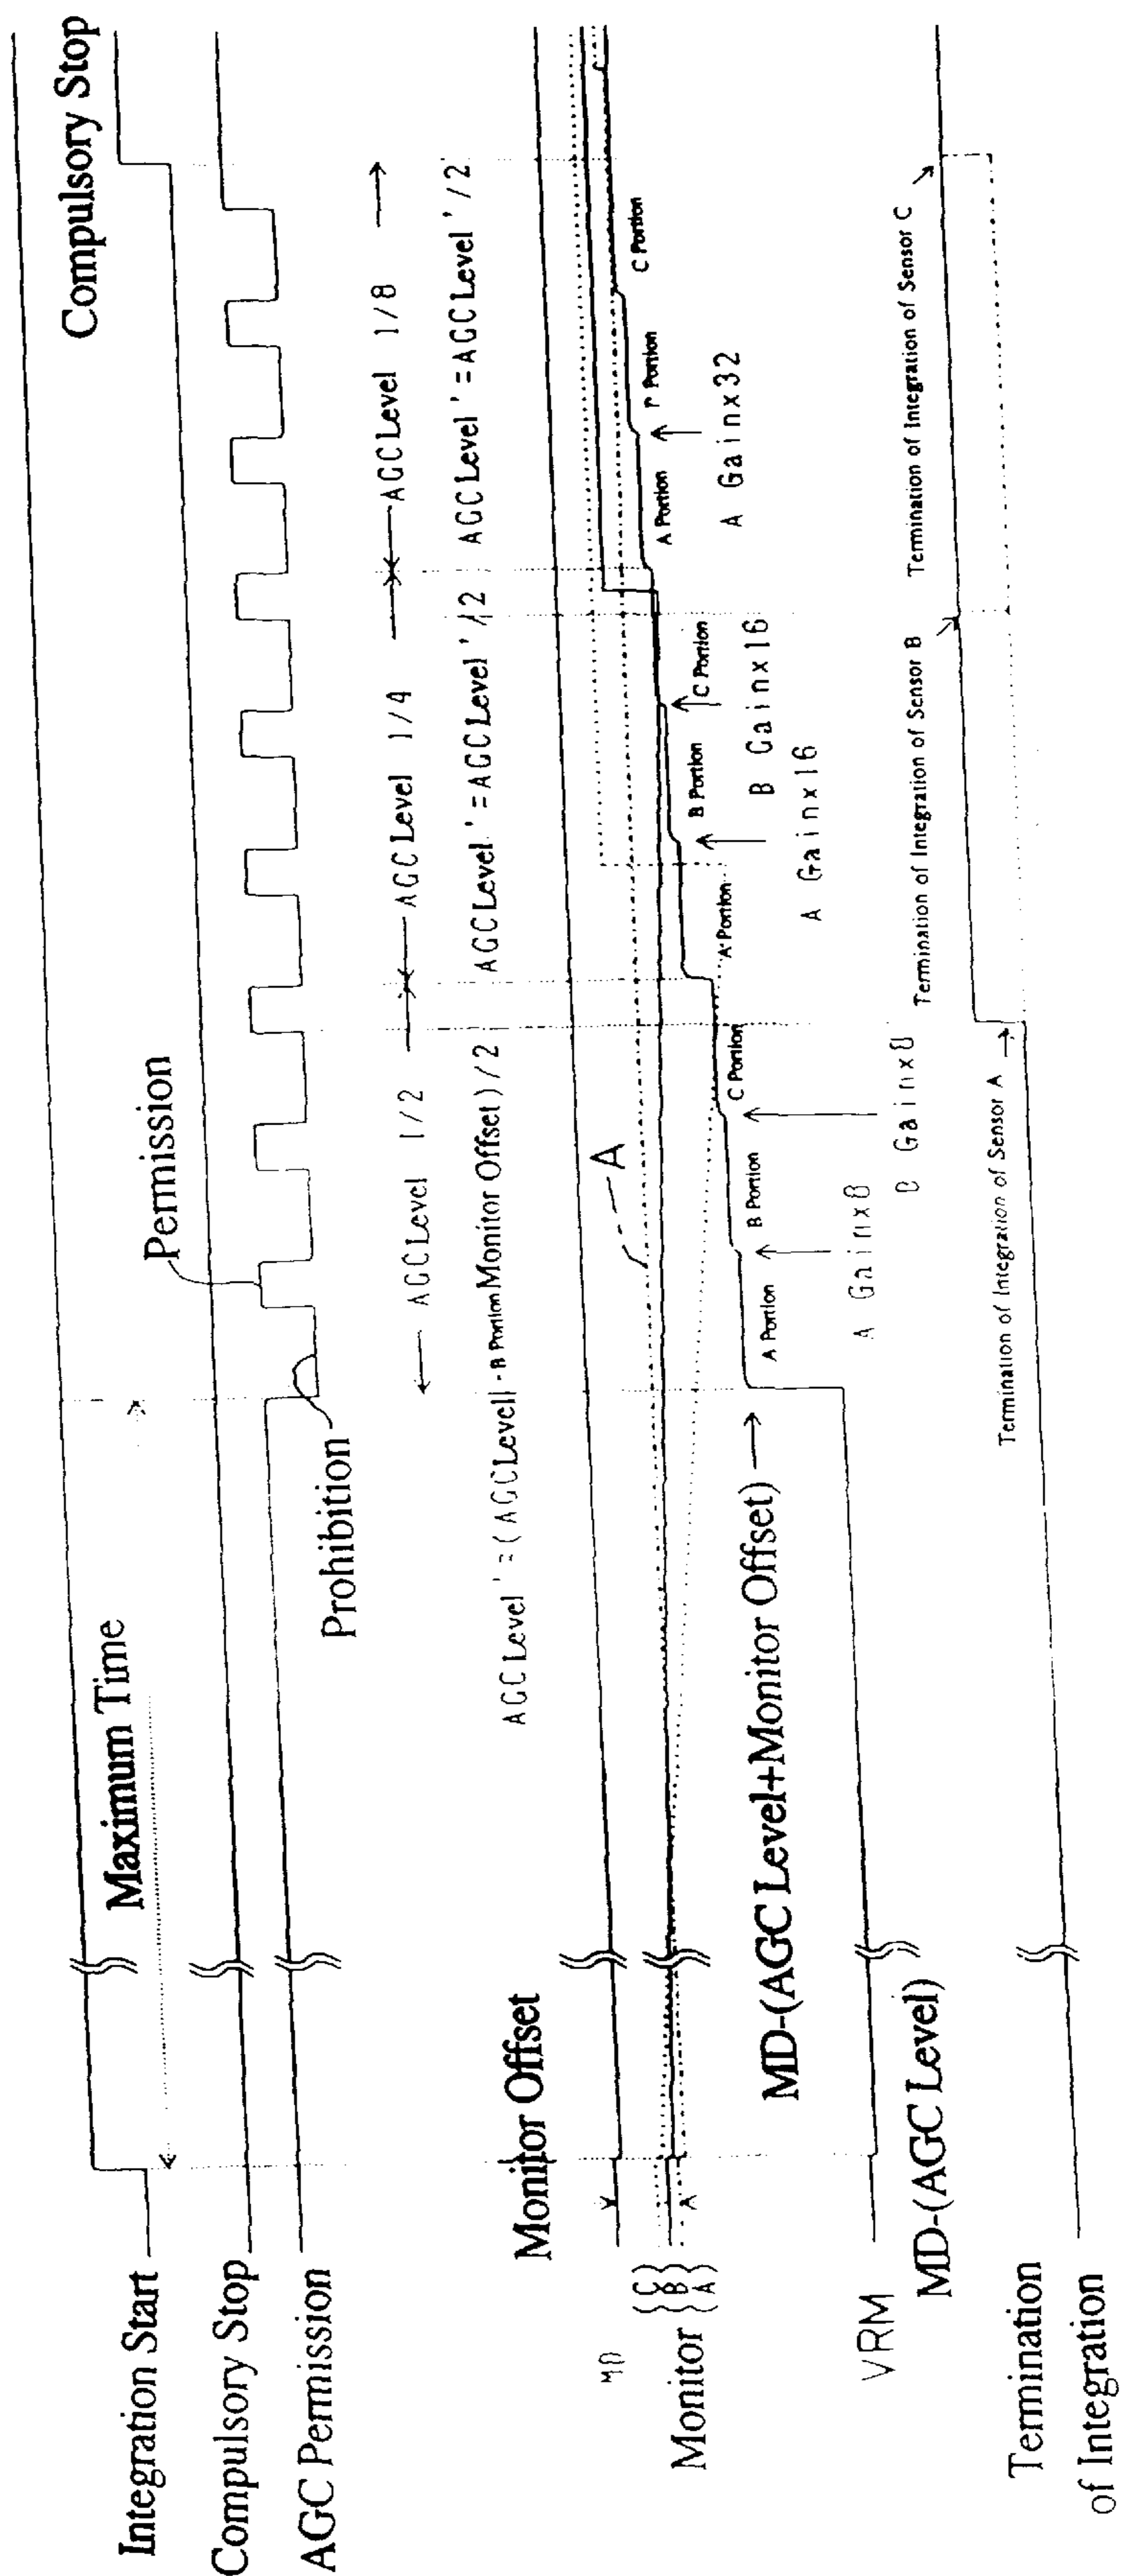 Integration Start
Maximum Time
Compulsory Stop
Compulsory Stop
AGC Permission
Prohibition
Permission
← AGC Level 1/2 →
← AGC Level 1/4 →
← AGC Level 1/8 →
AGC Level ' = (AGC Level - B Portion Monitor Offset) / 2
AGC Level ' = AGC Level ' / 2
AGC Level ' = AGC Level ' / 2
Monitor Offset
MD
Monitor
(C)
(B)
(A)
A
A Portion
B Portion
C Portion
A Portion
B Portion
C Portion
A Portion
Portion
C Portion
MD-(AGC Level+Monitor Offset) →
A Gain x 8
Gain x 8
A Gain x 16
B Gain x 16
A Gain x 32
VRM
MD-(AGC Level)
Termination
of Integration
Termination of Integration of Sensor A →
Termination of Integration of Sensor B
Termination of Integration of Sensor C